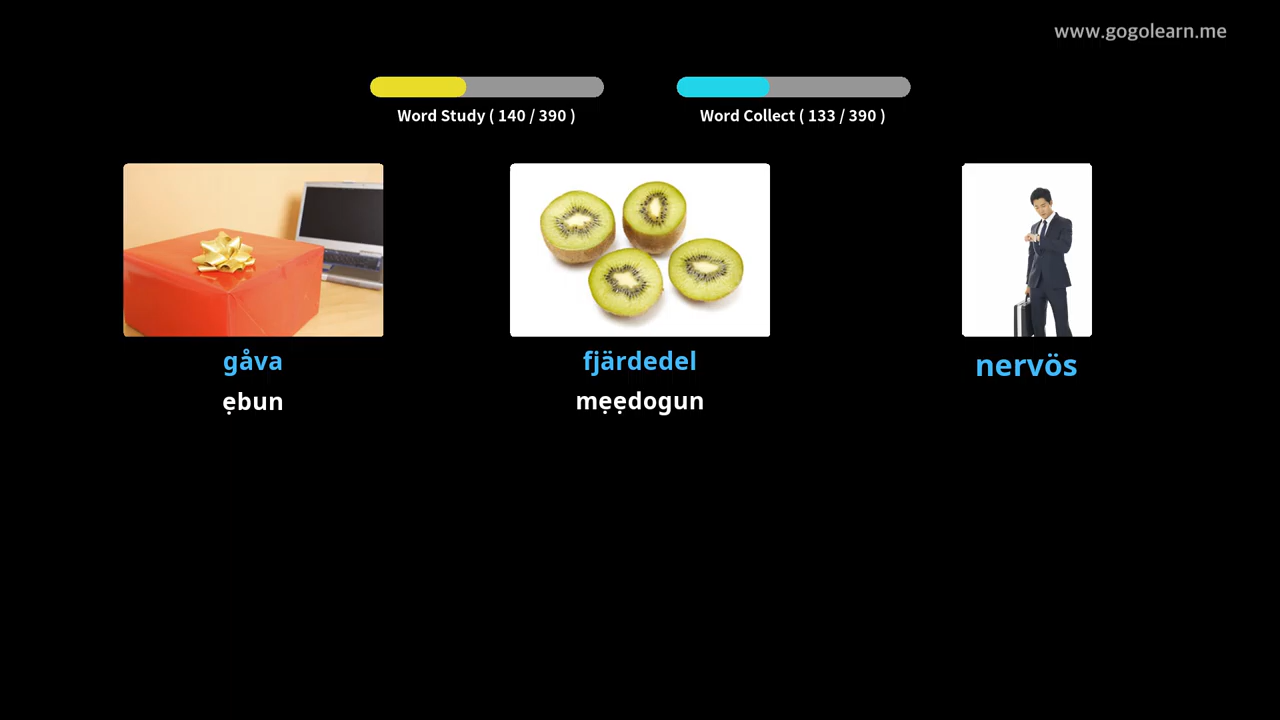 www.gogolearn.me
Word Study ( 140 / 390 )
Word Collect ( 133 / 390 )
gåva
fjärdedel
nervös
ẹbun
mẹẹdogun